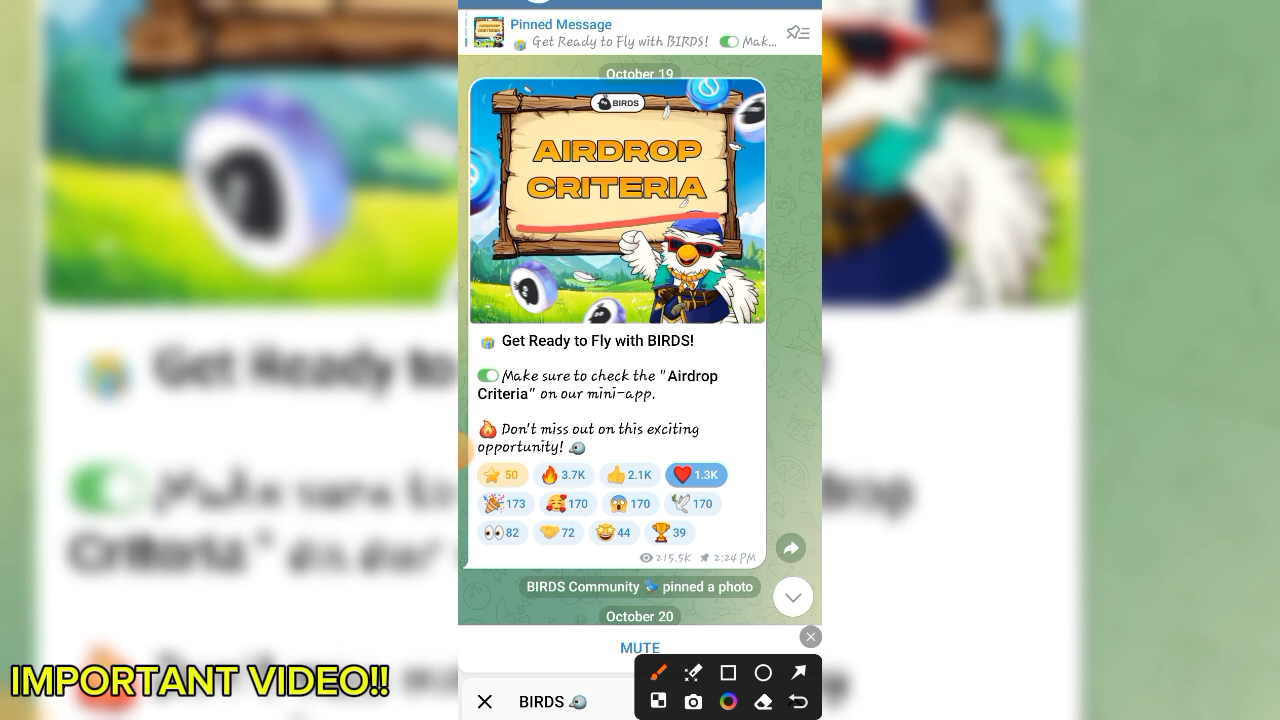 Pinned Message
Get Ready to Fly with BIRDS! Mak...
October 19
BIRDS
AIRDROP
CRITERIA
Get Ready to Fly with BIRDS!
Make sure to check the "Airdrop
Criteria" on our mini-app.
Don't miss out on this exciting
opportunity!
50 3.7K 2.1K 1.3K
173 170 170 170
82 72 44 39
215.5K 2:24 PM
BIRDS Community pinned a photo
October 20
MUTE
BIRDS
IMPORTANT VIDEO!!